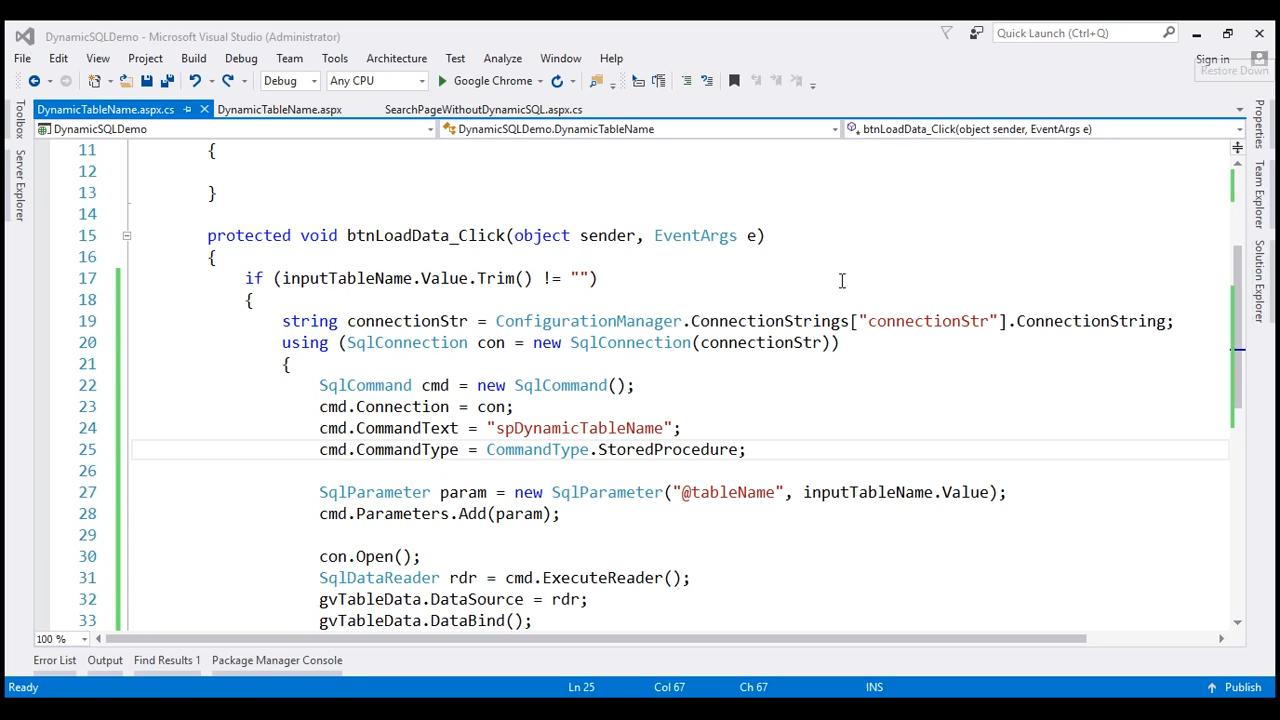 DynamicSQLDemo - Microsoft Visual Studio (Administrator)
Quick Launch (Ctrl+Q)
File Edit View Project Build Debug Team Tools Architecture Test Analyze Window Help
Sign in
Restore Down
Debug Any CPU Google Chrome
DynamicTableName.aspx.cs DynamicTableName.aspx SearchPageWithoutDynamicSQL.aspx.cs
DynamicSQLDemo DynamicSQLDemo.DynamicTableName btnLoadData_Click(object sender, EventArgs e)
Toolbox
Server Explorer
Properties
Team Explorer
Solution Explorer
11 {
12
13 }
14
15 protected void btnLoadData_Click(object sender, EventArgs e)
16 {
17 if (inputTableName.Value.Trim() != "")
18 {
19 string connectionStr = ConfigurationManager.ConnectionStrings["connectionStr"].ConnectionString;
20 using (SqlConnection con = new SqlConnection(connectionStr))
21 {
22 SqlCommand cmd = new SqlCommand();
23 cmd.Connection = con;
24 cmd.CommandText = "spDynamicTableName";
25 cmd.CommandType = CommandType.StoredProcedure;
26
27 SqlParameter param = new SqlParameter("@tableName", inputTableName.Value);
28 cmd.Parameters.Add(param);
29
30 con.Open();
31 SqlDataReader rdr = cmd.ExecuteReader();
32 gvTableData.DataSource = rdr;
33 gvTableData.DataBind();
100 %
Error List Output Find Results 1 Package Manager Console
Ready Ln 25 Col 67 Ch 67 INS Publish